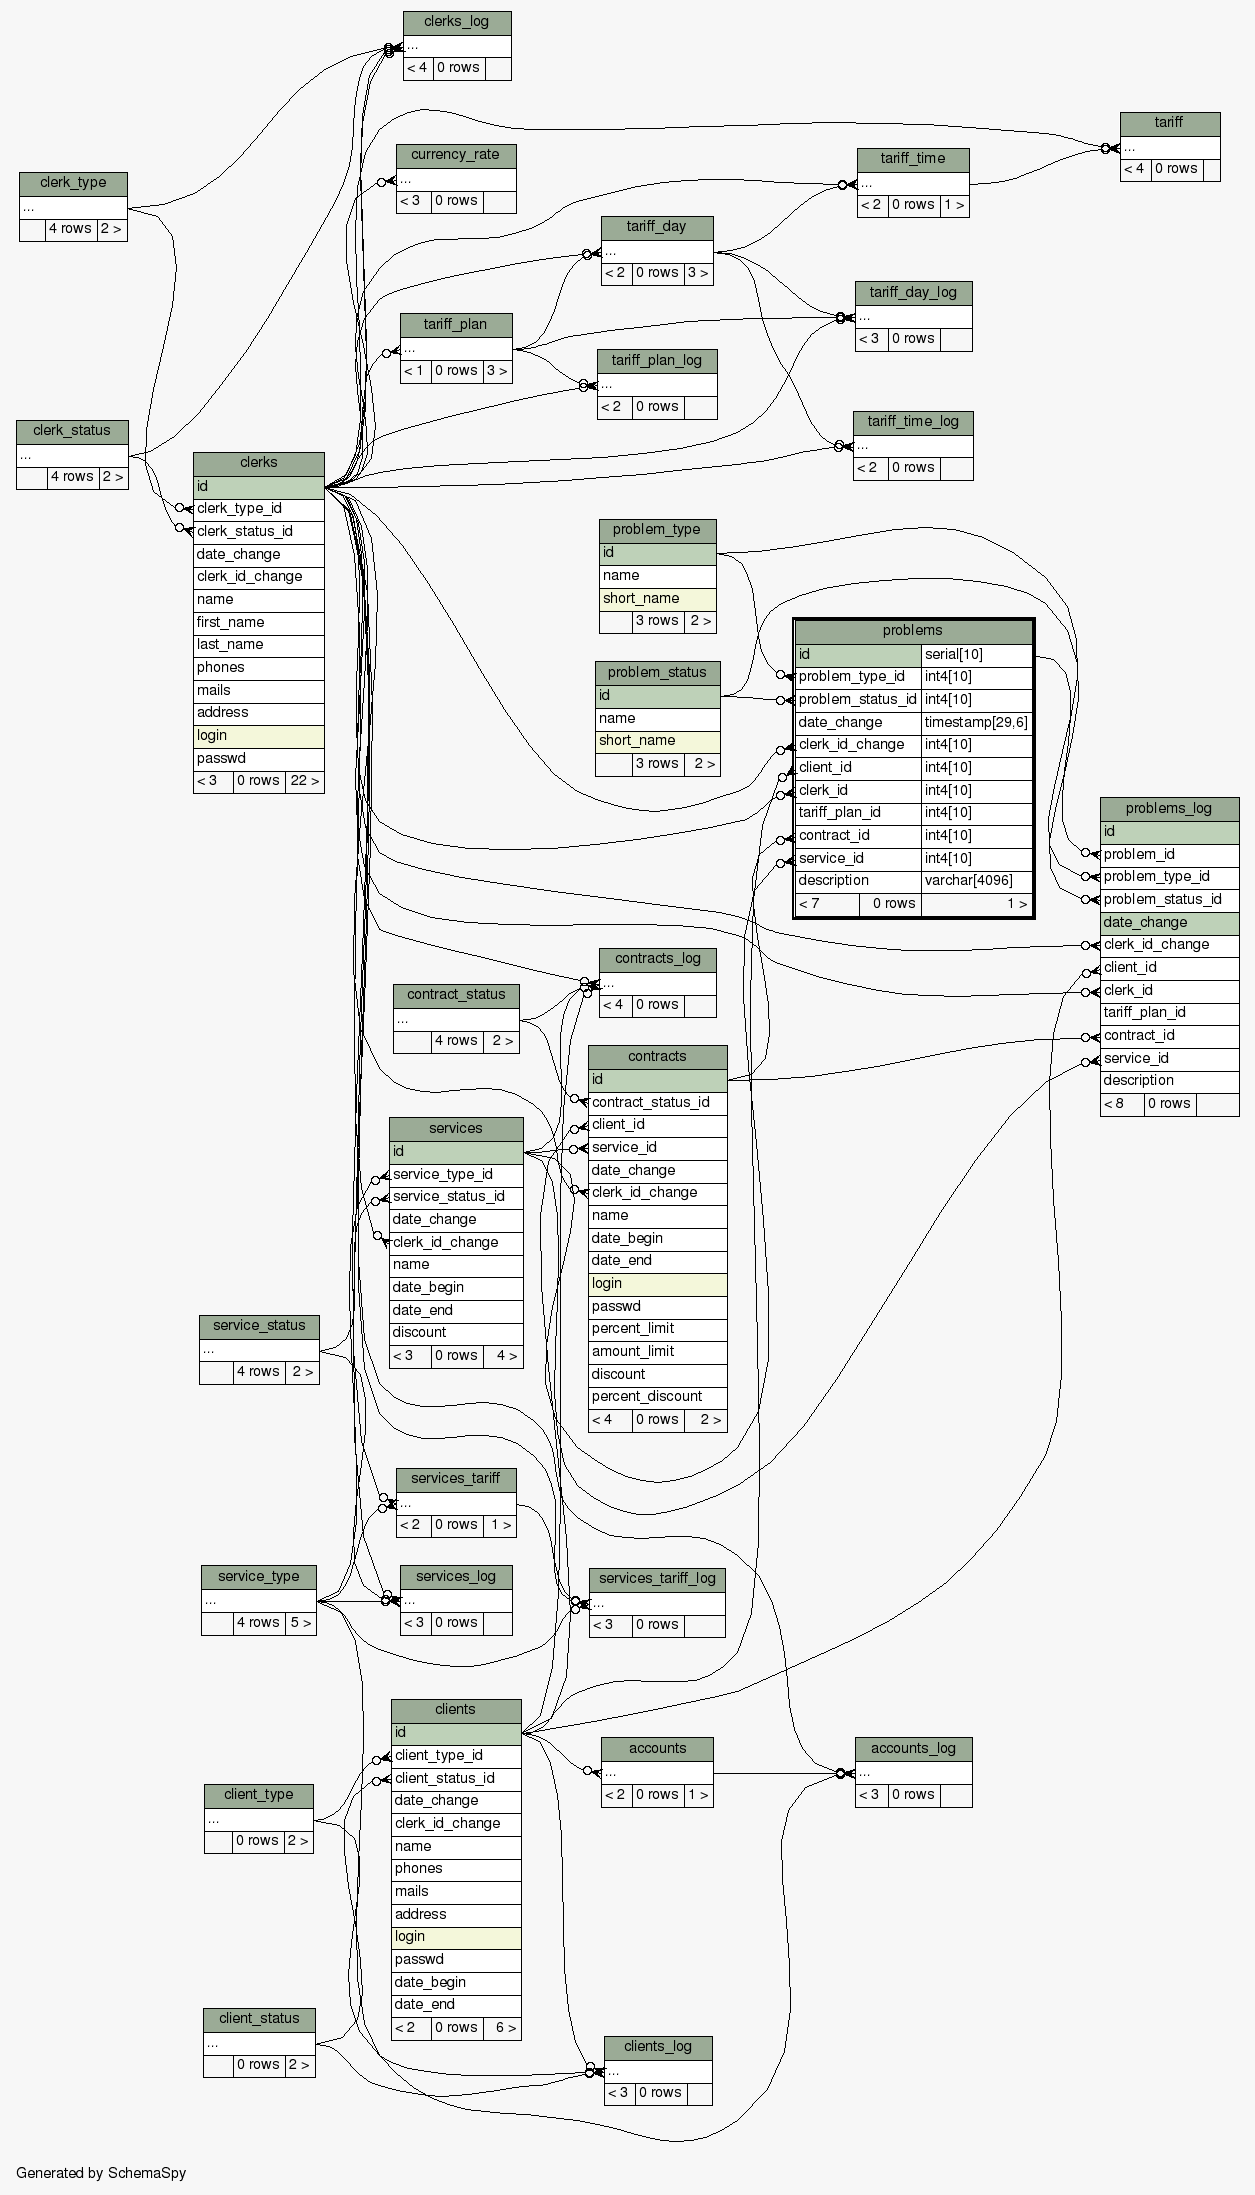 clerks_log
...
< 4 0 rows
tariff
...
< 4 0 rows
currency_rate
...
< 3 0 rows
tariff_time
...
< 2 0 rows 1 >
clerk_type
...
4 rows 2 >
tariff_day
...
< 2 0 rows 3 >
tariff_day_log
...
< 3 0 rows
tariff_plan
...
< 1 0 rows 3 >
tariff_plan_log
...
< 2 0 rows
tariff_time_log
...
< 2 0 rows
clerk_status
...
4 rows 2 >
clerks
id
clerk_type_id
clerk_status_id
date_change
clerk_id_change
name
first_name
last_name
phones
mails
address
login
passwd
< 3 0 rows 22 >
problem_type
id
name
short_name
3 rows 2 >
problem_status
id
name
short_name
3 rows 2 >
problems
id serial[10]
problem_type_id int4[10]
problem_status_id int4[10]
date_change timestamp[29,6]
clerk_id_change int4[10]
client_id int4[10]
clerk_id int4[10]
tariff_plan_id int4[10]
contract_id int4[10]
service_id int4[10]
description varchar[4096]
< 7 0 rows 1 >
problems_log
id
problem_id
problem_type_id
problem_status_id
date_change
clerk_id_change
client_id
clerk_id
tariff_plan_id
contract_id
service_id
description
< 8 0 rows
contracts_log
...
< 4 0 rows
contract_status
...
4 rows 2 >
contracts
id
contract_status_id
client_id
service_id
date_change
clerk_id_change
name
date_begin
date_end
login
passwd
percent_limit
amount_limit
discount
percent_discount
< 4 0 rows 2 >
services
id
service_type_id
service_status_id
date_change
clerk_id_change
name
date_begin
date_end
discount
< 3 0 rows 4 >
service_status
...
4 rows 2 >
services_tariff
...
< 2 0 rows 1 >
service_type
...
4 rows 5 >
services_log
...
< 3 0 rows
services_tariff_log
...
< 3 0 rows
clients
id
client_type_id
client_status_id
date_change
clerk_id_change
name
phones
mails
address
login
passwd
date_begin
date_end
< 2 0 rows 6 >
accounts
...
< 2 0 rows 1 >
accounts_log
...
< 3 0 rows
client_type
...
0 rows 2 >
client_status
...
0 rows 2 >
clients_log
...
< 3 0 rows
Generated by SchemaSpy